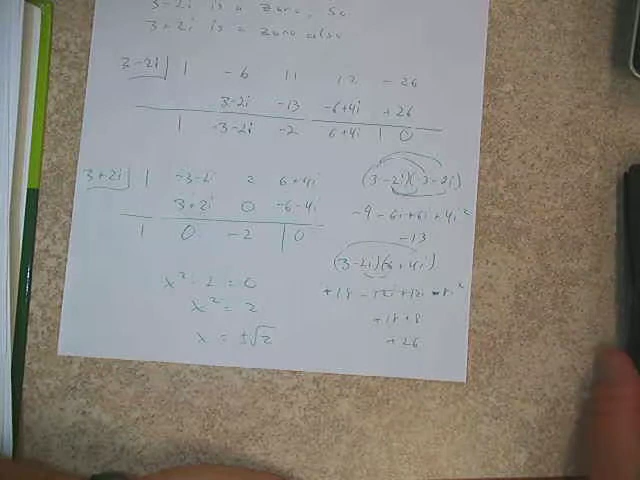 3-2i is a zero, so
3+2i is a zero also
3-2i| 1 -6 11 12 -26
3-2i -13 -6+4i +26
1 -3-2i -2 6+4i | 0
3+2i| 1 -3-2i 2 6+4i
3+2i 0 -6-4i
1 0 -2 | 0
x² - 2 = 0
x² = 2
x = ±√2
(3-2i)(3-2i)
-9 - 6i + 6i + 4i²
-13
(3-2i)(6+4i)
+18 - 12i + 12i - 8i²
+18+8
+26